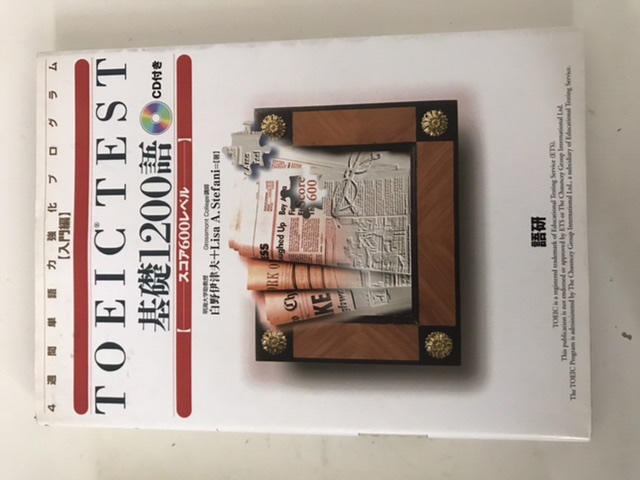 4週間単語力強化プログラム
【入門編】
TOEIC® TEST
基礎1200語
CD付き
【スコア600レベル】
明海大学助教授
Grossmont College講師
白野伊津夫＋Lisa A. Stefani＝［著］
Score
600
語研
TOEIC is a registered trademark of Educational Testing Service (ETS).
This publication is not endorsed or approved by ETS or The Chauncey Group International Ltd.
The TOEIC Program is administered by The Chauncey Group International Ltd., a subsidiary of Educational Testing Service.